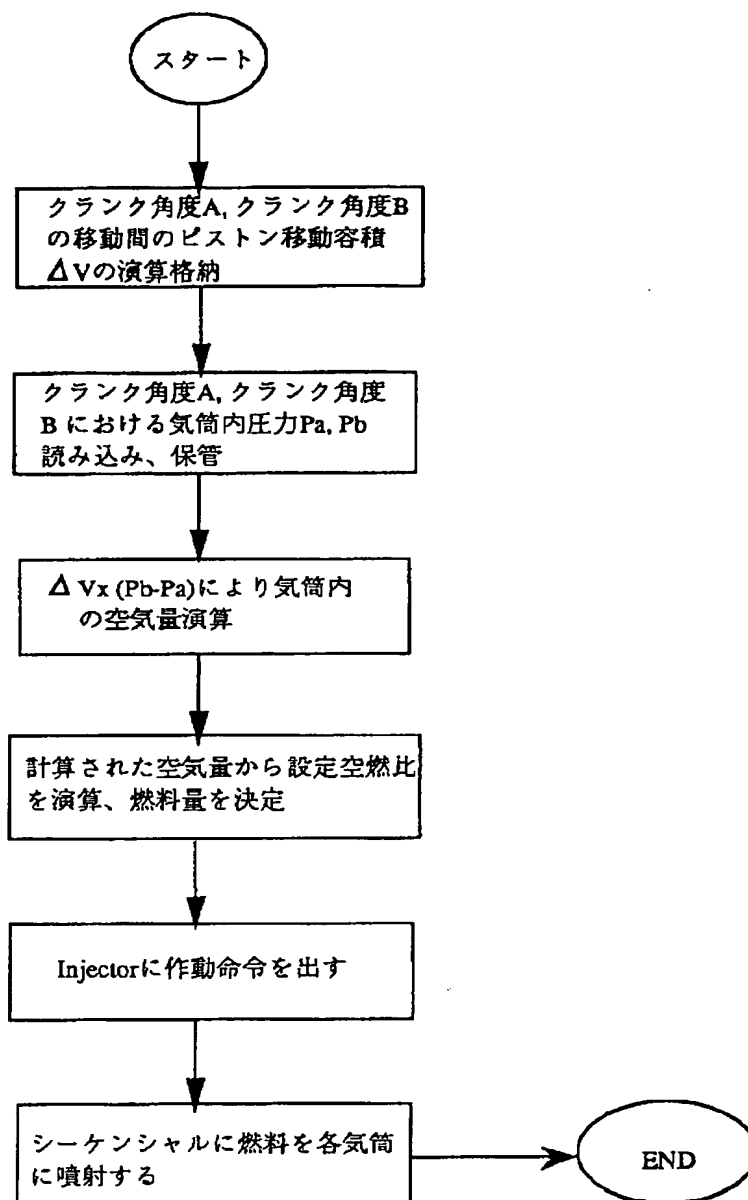 スタート
クランク角度A, クランク角度B
の移動間のピストン移動容積
ΔVの演算格納
クランク角度A, クランク角度
B における気筒内圧力Pa, Pb
読み込み、保管
Δ Vx (Pb-Pa)により気筒内
の空気量演算
計算された空気量から設定空燃比
を演算、燃料量を決定
Injectorに作動命令を出す
シーケンシャルに燃料を各気筒
に噴射する
END